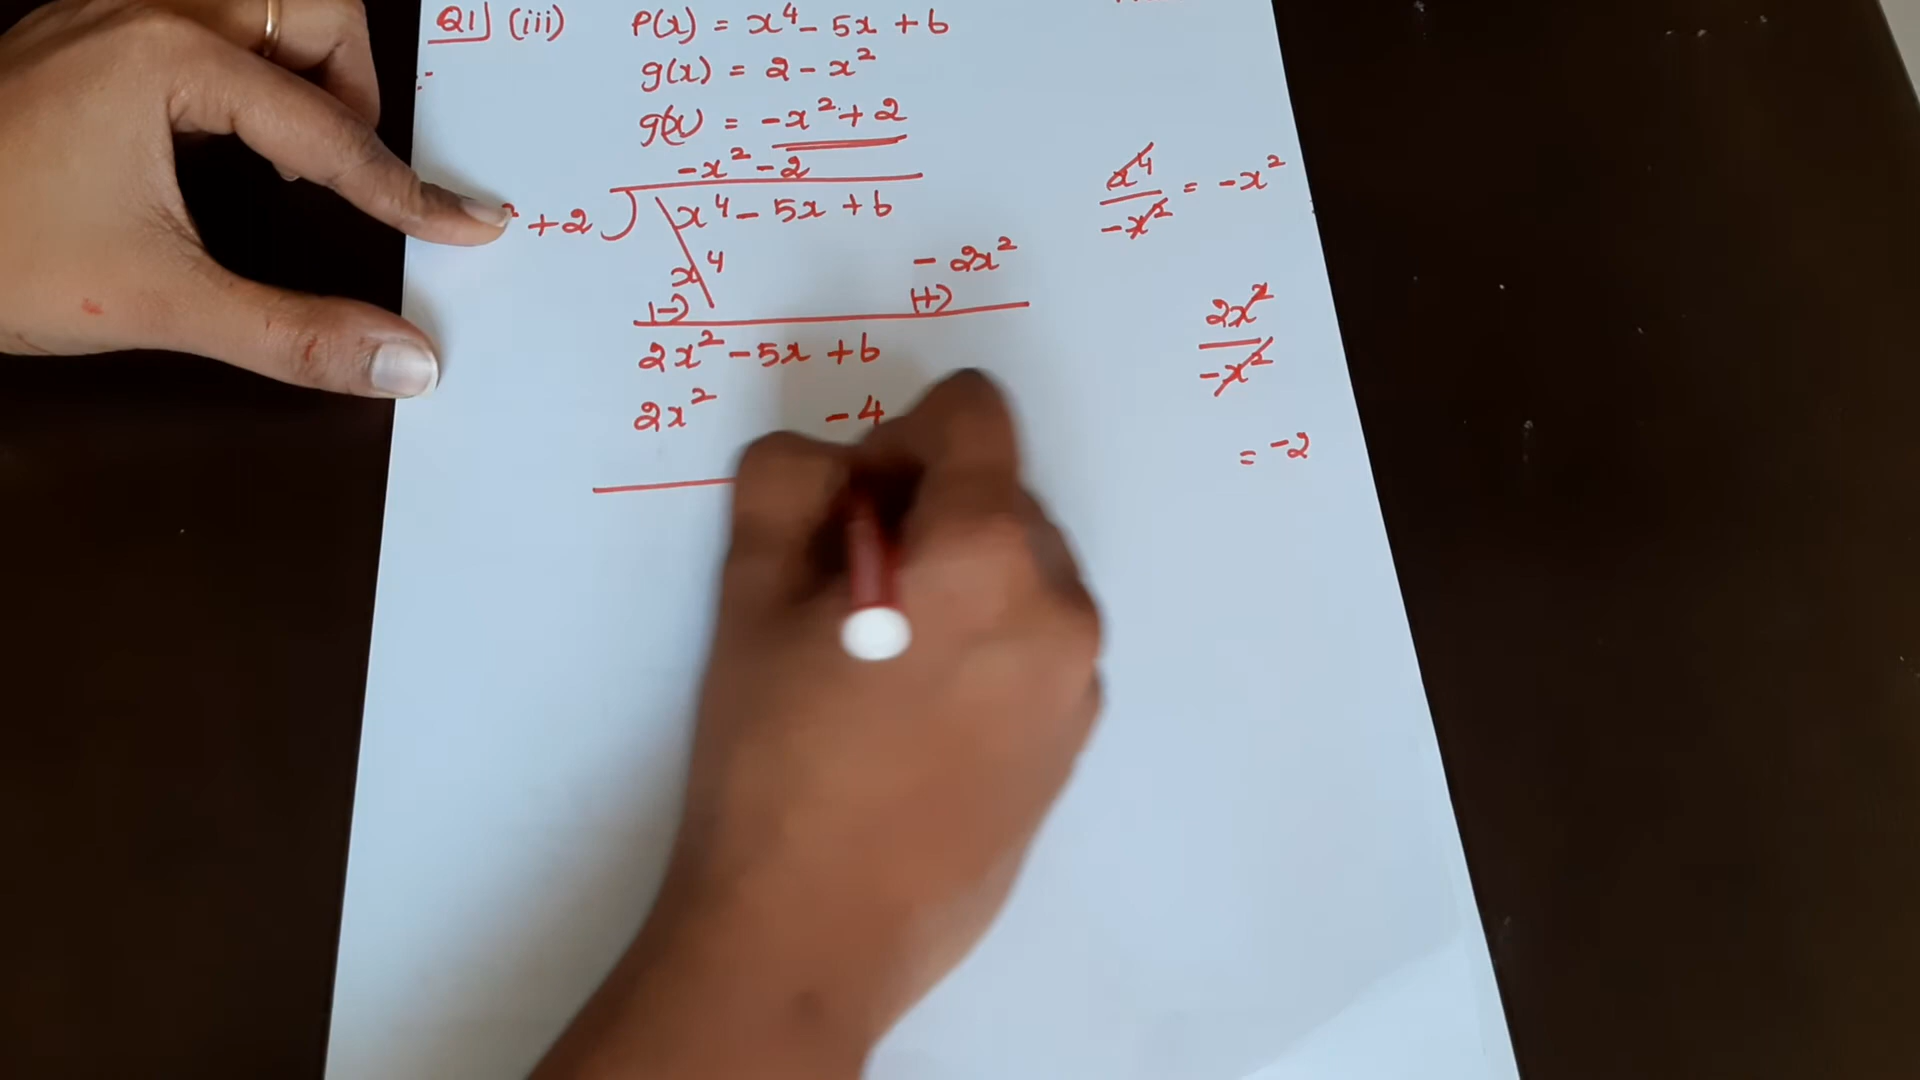 Q1 (iii) P(x) = x⁴ - 5x + 6
g(x) = 2 - x²
g(x) = -x² + 2
-x² - 2
² + 2 ) x⁴ - 5x + 6
x⁴ - 2x²
(-) (+)
2x² - 5x + 6
2x² - 4
x⁴ / -x² = -x²
2x² / -x²
= -2